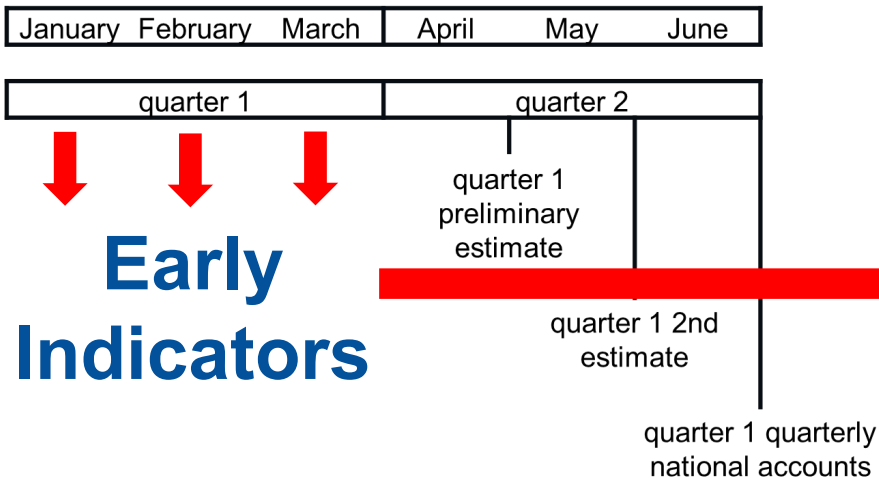 January February March April May June
quarter 1 quarter 2
quarter 1
preliminary
estimate
Early
Indicators
quarter 1 2nd
estimate
quarter 1 quarterly
national accounts